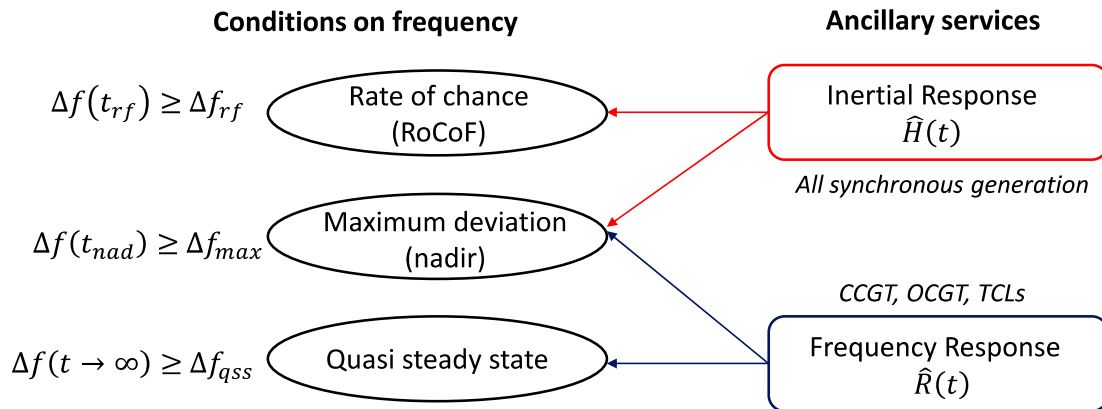 Conditions on frequency
Ancillary services
Δf(t_rf) ≥ Δf_rf
Rate of chance
(RoCoF)
Inertial Response
Ĥ(t)
All synchronous generation
Δf(t_nad) ≥ Δf_max
Maximum deviation
(nadir)
CCGT, OCGT, TCLs
Δf(t → ∞) ≥ Δf_qss
Quasi steady state
Frequency Response
R̂(t)